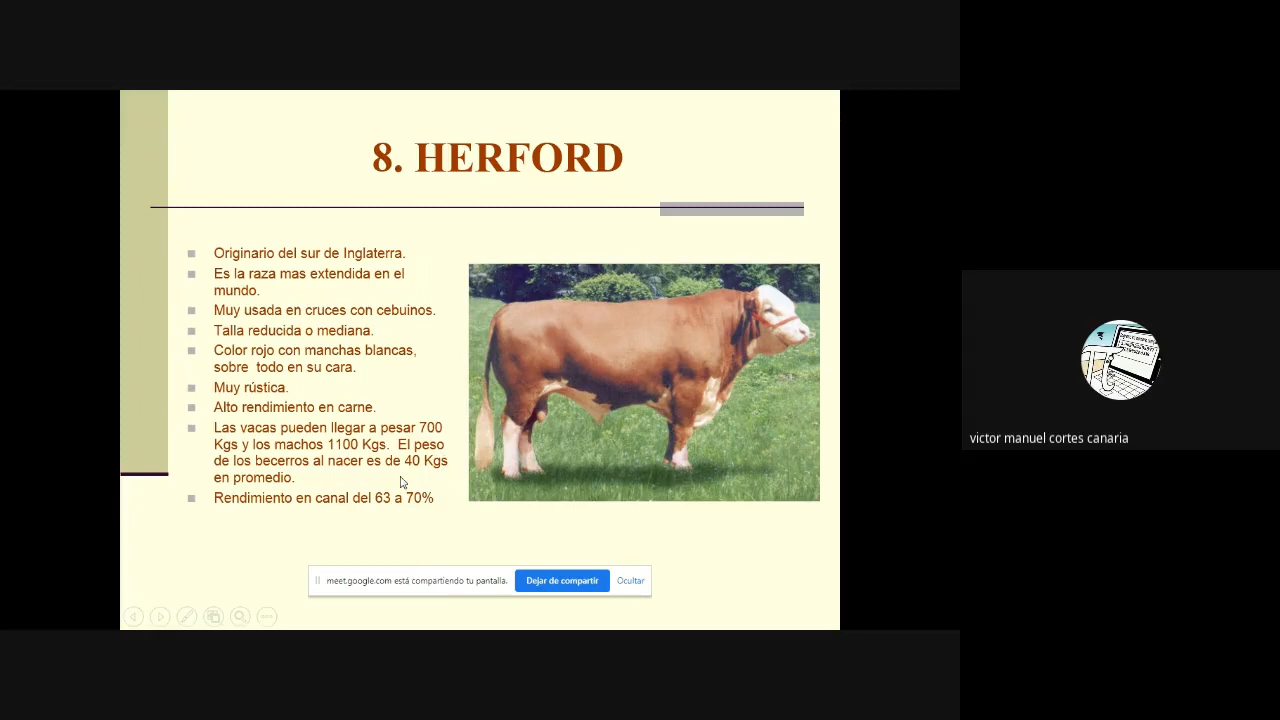 8. HERFORD
Originario del sur de Inglaterra.
Es la raza mas extendida en el
mundo.
Muy usada en cruces con cebuinos.
Talla reducida o mediana.
Color rojo con manchas blancas,
sobre todo en su cara.
Muy rústica.
Alto rendimiento en carne.
Las vacas pueden llegar a pesar 700
Kgs y los machos 1100 Kgs. El peso
de los becerros al nacer es de 40 Kgs
en promedio.
Rendimiento en canal del 63 a 70%
meet.google.com está compartiendo tu pantalla.
Dejar de compartir
Ocultar
victor manuel cortes canaria